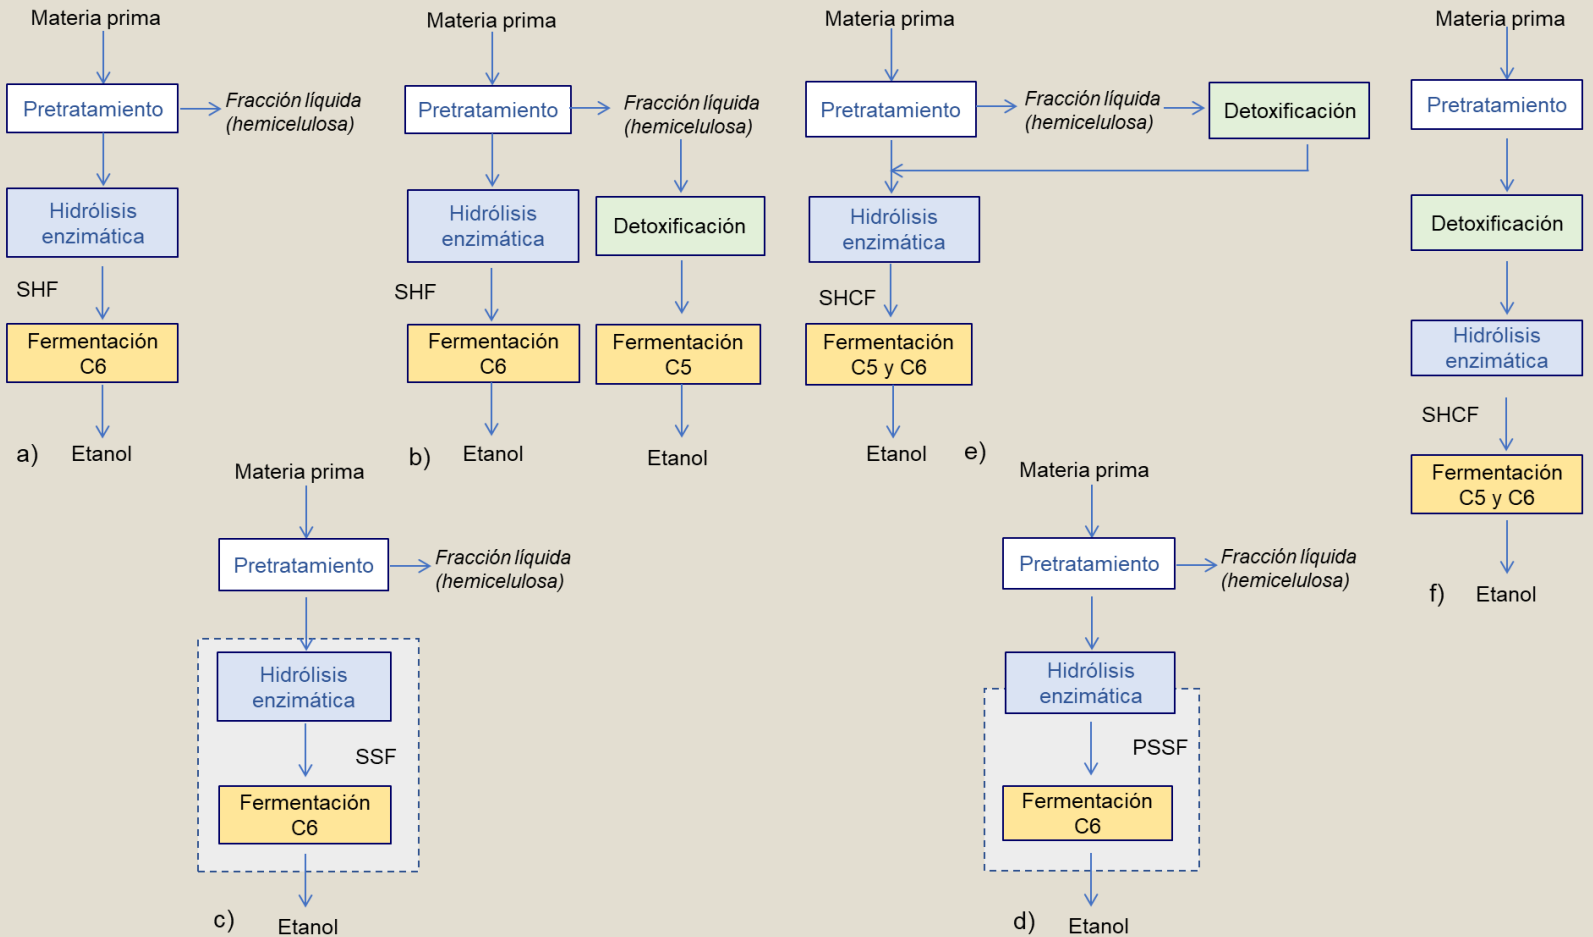 Materia prima
Pretratamiento
Fracción líquida
(hemicelulosa)
Hidrólisis
enzimática
SHF
Fermentación
C6
a)
Etanol
Materia prima
Pretratamiento
Fracción líquida
(hemicelulosa)
Hidrólisis
enzimática
Detoxificación
SHF
Fermentación
C6
Fermentación
C5
b)
Etanol
Etanol
Materia prima
Pretratamiento
Fracción líquida
(hemicelulosa)
Detoxificación
Hidrólisis
enzimática
SHCF
Fermentación
C5 y C6
Etanol
e)
Materia prima
Pretratamiento
Detoxificación
Hidrólisis
enzimática
SHCF
Fermentación
C5 y C6
f)
Etanol
Materia prima
Pretratamiento
Fracción líquida
(hemicelulosa)
Hidrólisis
enzimática
SSF
Fermentación
C6
c)
Etanol
Materia prima
Pretratamiento
Fracción líquida
(hemicelulosa)
Hidrólisis
enzimática
PSSF
Fermentación
C6
d)
Etanol